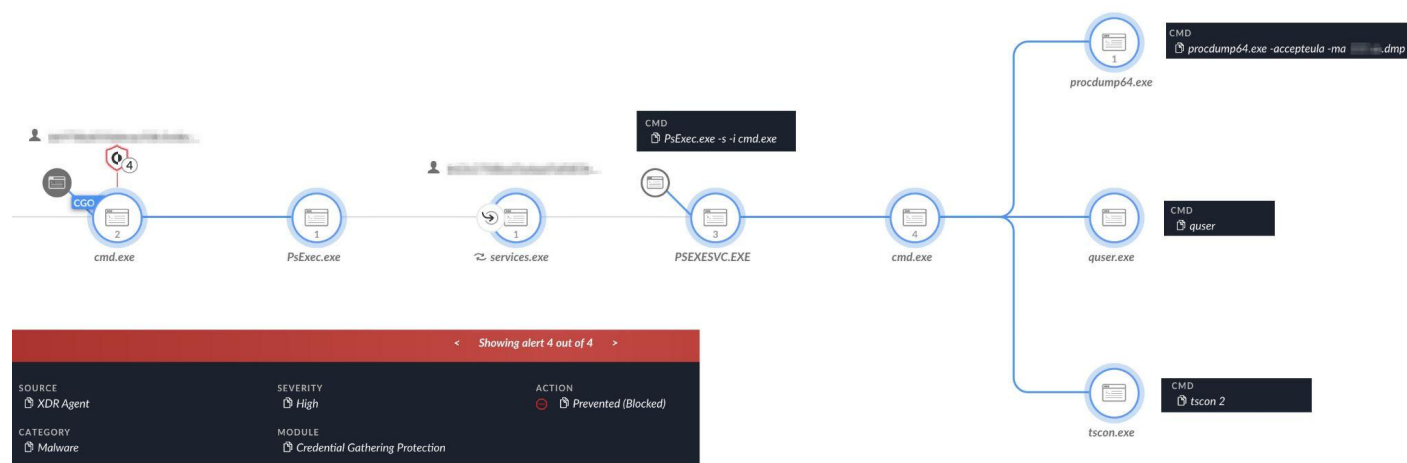 CMD
procdump64.exe -accepteula -ma .dmp
1
procdump64.exe
CMD
PsExec.exe -s -i cmd.exe
4
CGO
2
cmd.exe
1
PsExec.exe
1
services.exe
3
PSEXESVC.EXE
4
cmd.exe
quser.exe
CMD
quser
< Showing alert 4 out of 4 >
SOURCE
XDR Agent
SEVERITY
High
ACTION
Prevented (Blocked)
CATEGORY
Malware
MODULE
Credential Gathering Protection
tscon.exe
CMD
tscon 2